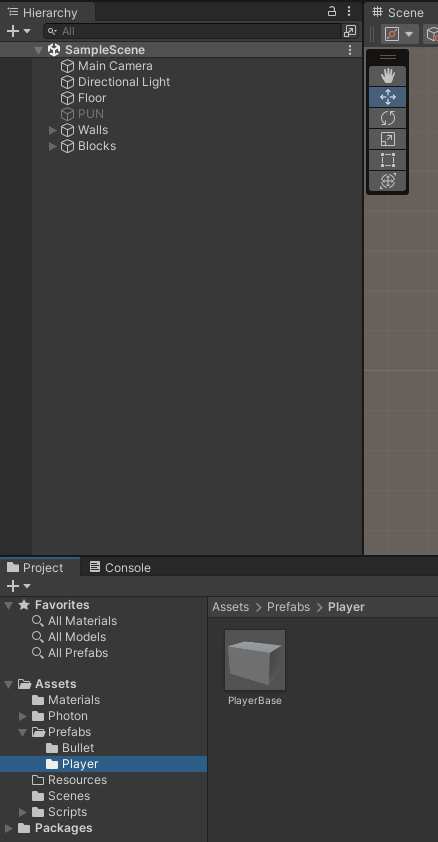 Hierarchy
All
SampleScene
Main Camera
Directional Light
Floor
PUN
Walls
Blocks
Scene
Project
Console
Favorites
All Materials
All Models
All Prefabs
Assets
Materials
Photon
Prefabs
Bullet
Player
Resources
Scenes
Scripts
Packages
Assets > Prefabs > Player
PlayerBase